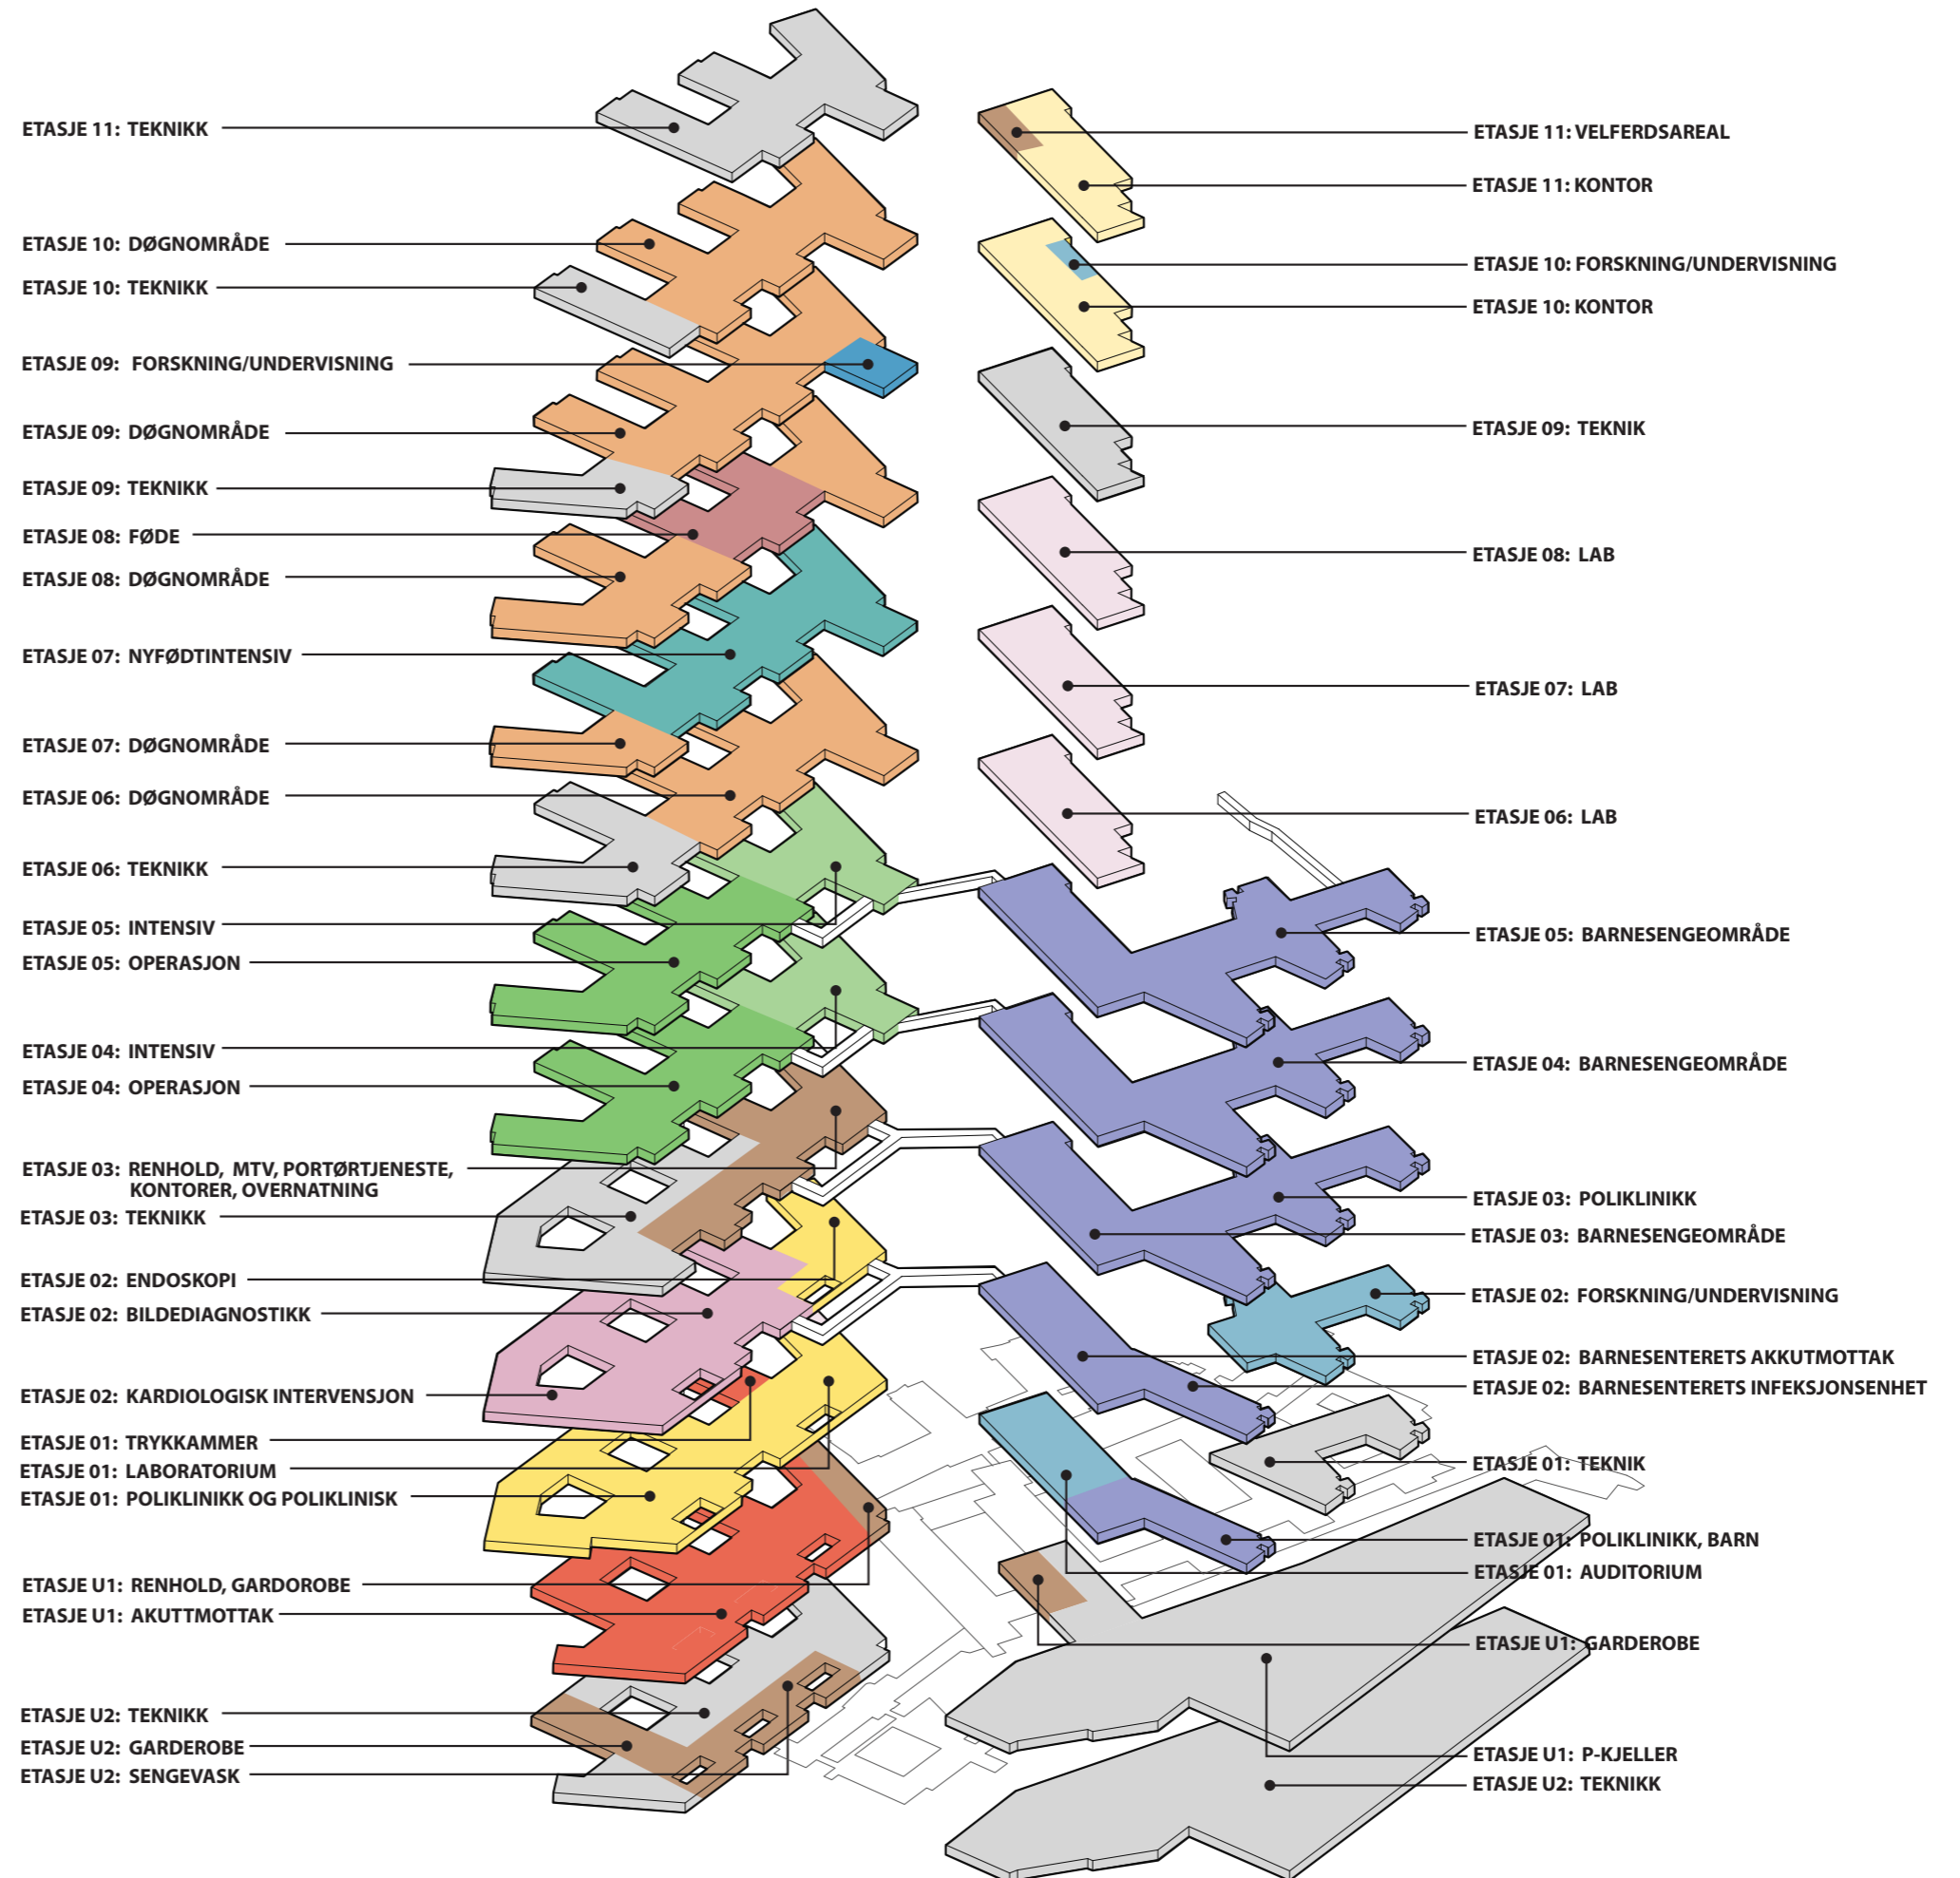 ETASJE 11: TEKNIKK
ETASJE 10: DØGNOMRÅDE
ETASJE 10: TEKNIKK
ETASJE 09: FORSKNING/UNDERVISNING
ETASJE 09: DØGNOMRÅDE
ETASJE 09: TEKNIKK
ETASJE 08: FØDE
ETASJE 08: DØGNOMRÅDE
ETASJE 07: NYFØDTINTENSIV
ETASJE 07: DØGNOMRÅDE
ETASJE 06: DØGNOMRÅDE
ETASJE 06: TEKNIKK
ETASJE 05: INTENSIV
ETASJE 05: OPERASJON
ETASJE 04: INTENSIV
ETASJE 04: OPERASJON
ETASJE 03: RENHOLD, MTV, PORTØRTJENESTE,
KONTORER, OVERNATNING
ETASJE 03: TEKNIKK
ETASJE 02: ENDOSKOPI
ETASJE 02: BILDEDIAGNOSTIKK
ETASJE 02: KARDIOLOGISK INTERVENSJON
ETASJE 01: TRYKKAMMER
ETASJE 01: LABORATORIUM
ETASJE 01: POLIKLINIKK OG POLIKLINISK
ETASJE U1: RENHOLD, GARDOROBE
ETASJE U1: AKUTTMOTTAK
ETASJE U2: TEKNIKK
ETASJE U2: GARDEROBE
ETASJE U2: SENGEVASK
ETASJE 11: VELFERDSAREAL
ETASJE 11: KONTOR
ETASJE 10: FORSKNING/UNDERVISNING
ETASJE 10: KONTOR
ETASJE 09: TEKNIK
ETASJE 08: LAB
ETASJE 07: LAB
ETASJE 06: LAB
ETASJE 05: BARNESENGEOMRÅDE
ETASJE 04: BARNESENGEOMRÅDE
ETASJE 03: POLIKLINIKK
ETASJE 03: BARNESENGEOMRÅDE
ETASJE 02: FORSKNING/UNDERVISNING
ETASJE 02: BARNESENTERETS AKKUTMOTTAK
ETASJE 02: BARNESENTERETS INFEKSJONSENHET
ETASJE 01: TEKNIK
ETASJE 01: POLIKLINIKK, BARN
ETASJE 01: AUDITORIUM
ETASJE U1: GARDEROBE
ETASJE U1: P-KJELLER
ETASJE U2: TEKNIKK